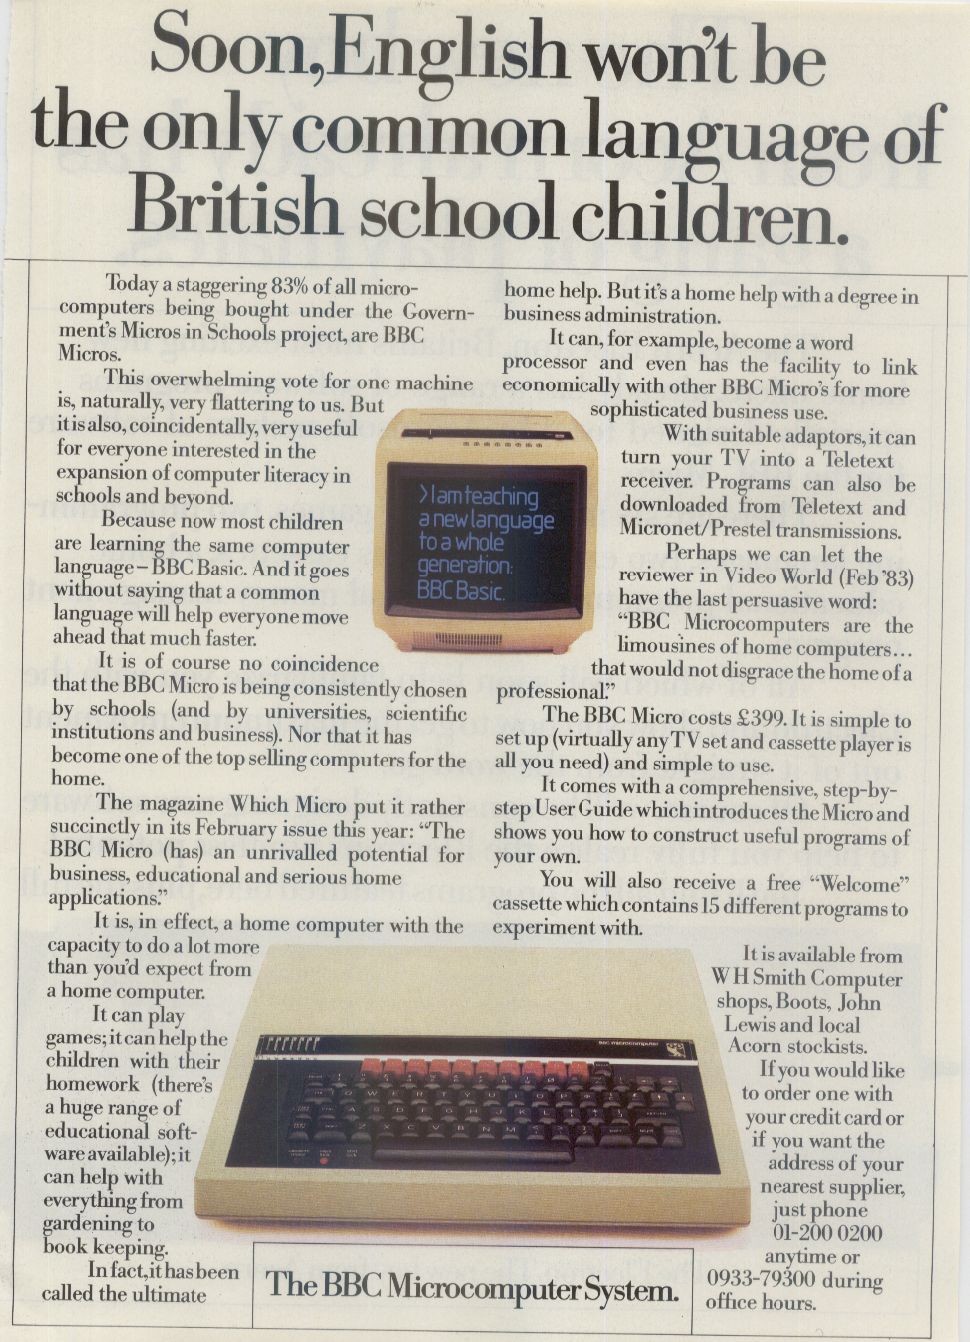 Soon, English won't be
the only common language of
British school children.
Today a staggering 83% of all micro-
computers being bought under the Govern-
ment's Micros in Schools project, are BBC
Micros.
This overwhelming vote for one machine
is, naturally, very flattering to us. But
it is also, coincidentally, very useful
for everyone interested in the
expansion of computer literacy in
schools and beyond.
Because now most children
are learning the same computer
language – BBC Basic. And it goes
without saying that a common
language will help everyone move
ahead that much faster.
It is of course no coincidence
that the BBC Micro is being consistently chosen
by schools (and by universities, scientific
institutions and business). Nor that it has
become one of the top selling computers for the
home.
The magazine Which Micro put it rather
succinctly in its February issue this year: “The
BBC Micro (has) an unrivalled potential for
business, educational and serious home
applications.”
It is, in effect, a home computer with the
capacity to do a lot more
than you'd expect from
a home computer.
It can play
games; it can help the
children with their
homework (there's
a huge range of
educational soft-
ware available); it
can help with
everything from
gardening to
book keeping.
In fact, it has been
called the ultimate
home help. But it's a home help with a degree in
business administration.
It can, for example, become a word
processor and even has the facility to link
economically with other BBC Micro's for more
sophisticated business use.
With suitable adaptors, it can
turn your TV into a Teletext
receiver. Programs can also be
downloaded from Teletext and
Micronet/Prestel transmissions.
Perhaps we can let the
reviewer in Video World (Feb '83)
have the last persuasive word:
“BBC Microcomputers are the
limousines of home computers...
that would not disgrace the home of a
professional.”
The BBC Micro costs £399. It is simple to
set up (virtually any TV set and cassette player is
all you need) and simple to use.
It comes with a comprehensive, step-by-
step User Guide which introduces the Micro and
shows you how to construct useful programs of
your own.
You will also receive a free “Welcome”
cassette which contains 15 different programs to
experiment with.
It is available from
W H Smith Computer
shops, Boots, John
Lewis and local
Acorn stockists.
If you would like
to order one with
your credit card or
if you want the
address of your
nearest supplier,
just phone
01-200 0200
anytime or
0933-79300 during
office hours.
>I am teaching
a new language
to a whole
generation:
BBC Basic.
BBC microcomputer
The BBC Microcomputer System.